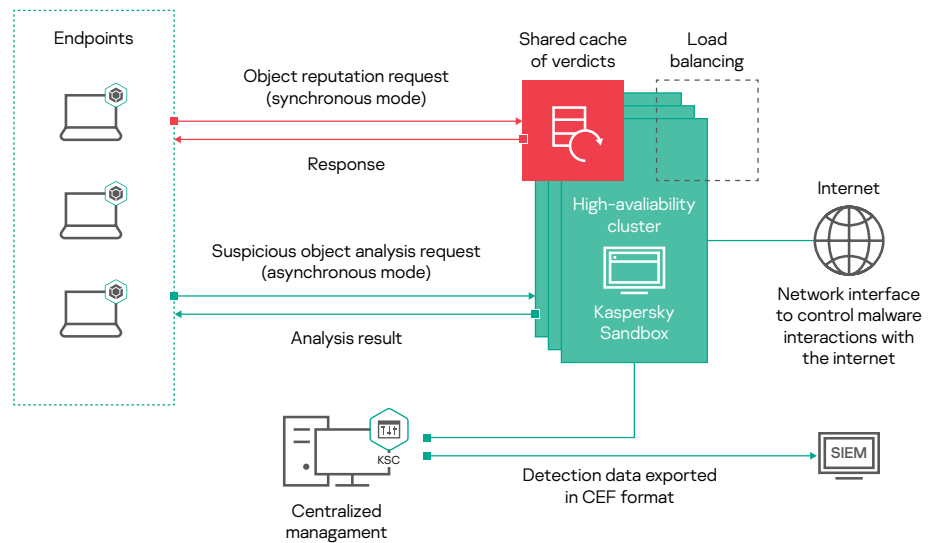 Endpoints
Object reputation request
(synchronous mode)
Response
Suspicious object analysis request
(asynchronous mode)
Analysis result
Shared cache
of verdicts
Load
balancing
High-avaliability
cluster
Kaspersky
Sandbox
Internet
Network interface
to control malware
interactions with
the internet
KSC
Centralized
managament
Detection data exported
in CEF format
SIEM